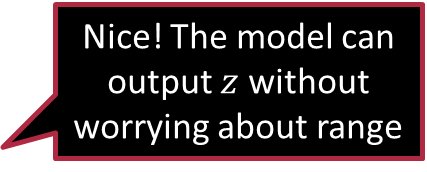 Nice! The model can
output z without
worrying about range